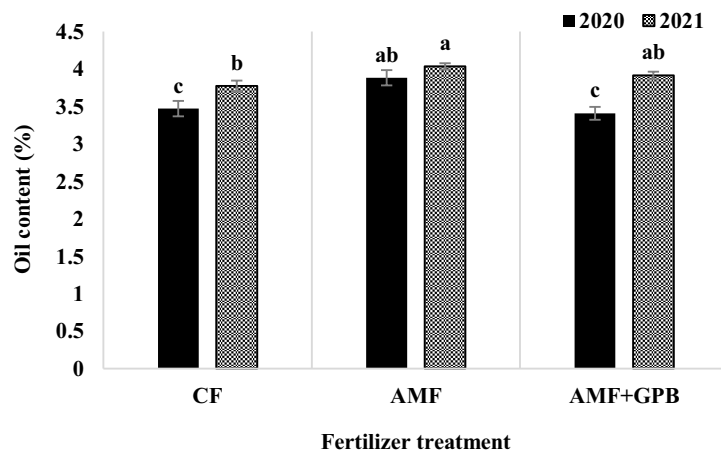 2020 2021
4.5
4
3.5
3
2.5
2
1.5
1
0.5
0
Oil content (%)
c b ab a c ab
CF AMF AMF+GPB
Fertilizer treatment